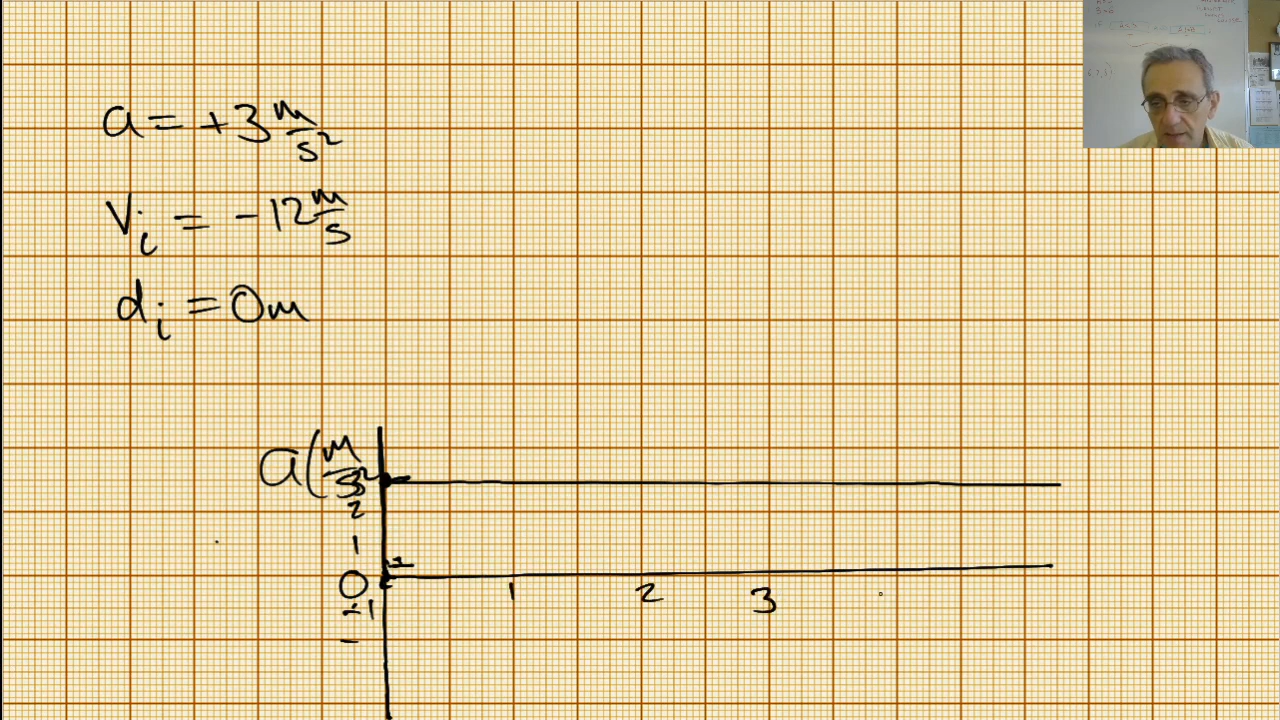 a = +3 m/s²
Vᵢ = -12 m/s
dᵢ = 0m
a(m/s²
3
2
1
0
-1
-
1 2 3